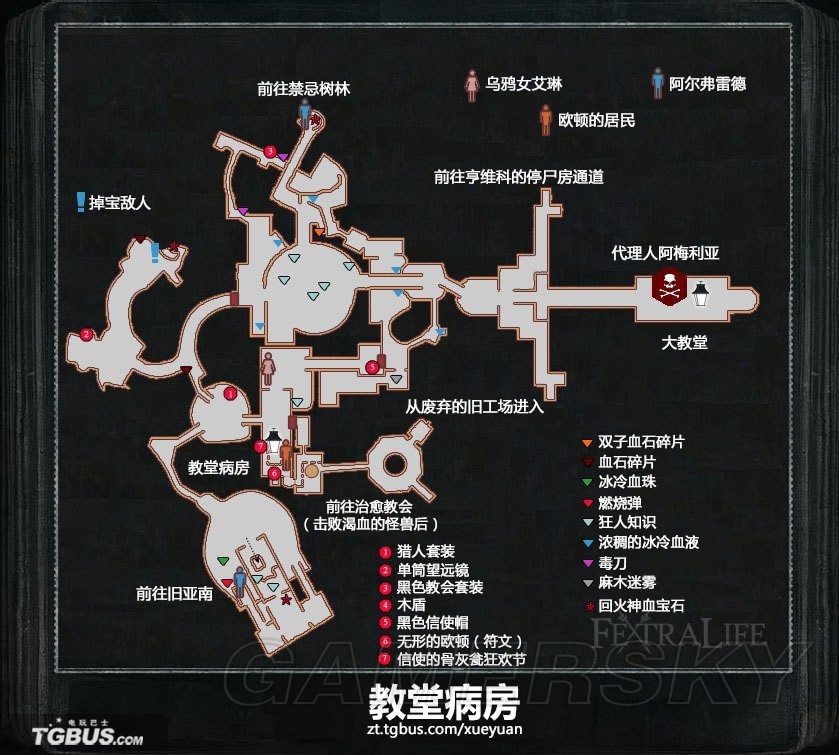 前往禁忌树林
乌鸦女艾琳
阿尔弗雷德
欧顿的居民
前往亨维科的停尸房通道
掉宝敌人
代理人阿梅利亚
大教堂
3
2
1
5
7
6
从废弃的旧工场进入
教堂病房
前往治愈教会
（击败渴血的怪兽后）
前往旧亚南
双子血石碎片
血石碎片
冰冷血珠
燃烧弹
狂人知识
浓稠的冰冷血液
毒刀
麻木迷雾
回火神血宝石
1 猎人套装
2 单筒望远镜
3 黑色教会套装
4 木盾
5 黑色信使帽
6 无形的欧顿（符文）
7 信使的骨灰瓮狂欢节
FEXTRALIFE
GAMERSKY
教堂病房
zt.tgbus.com/xueyuan
电玩巴士
TGBUS.COM